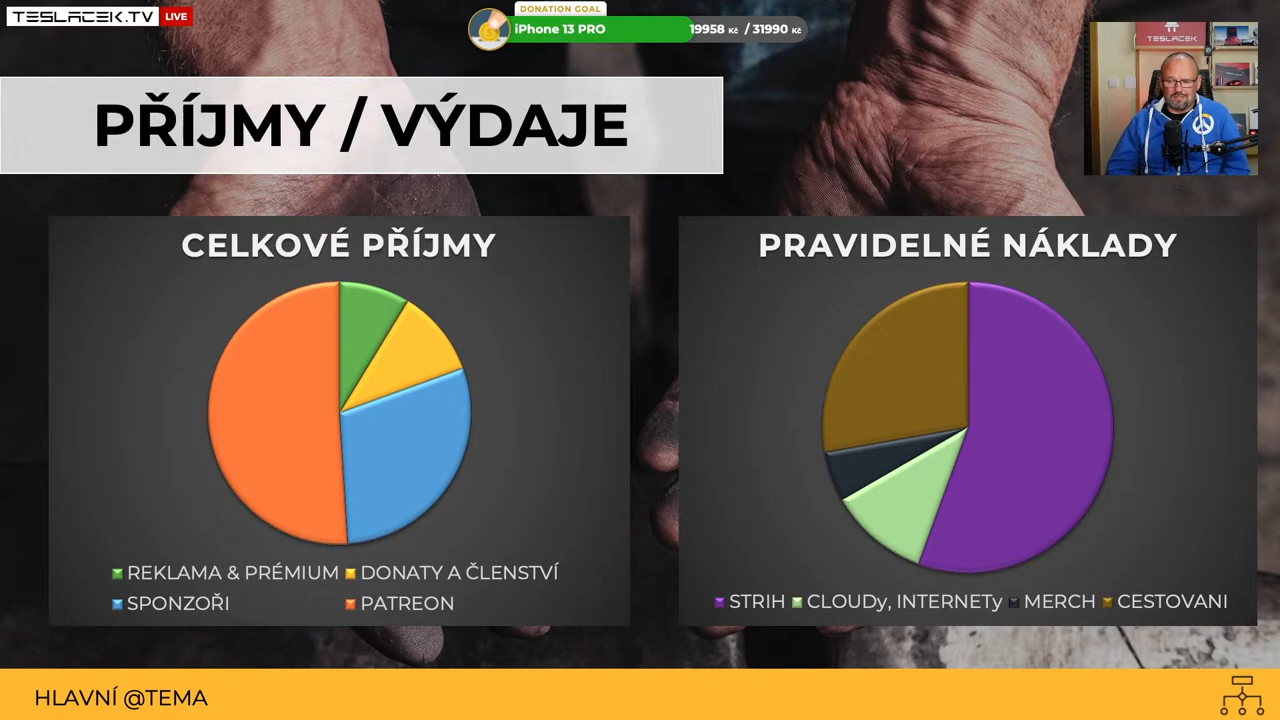 TESLACEK.TV LIVE
DONATION GOAL
iPhone 13 PRO 19958 Kč / 31990 Kč
TESLACEK
PŘÍJMY / VÝDAJE
CELKOVÉ PŘÍJMY
REKLAMA & PRÉMIUM DONATY A ČLENSTVÍ
SPONZOŘI PATREON
PRAVIDELNÉ NÁKLADY
STRIH CLOUDy, INTERNETy MERCH CESTOVANI
HLAVNÍ @TEMA